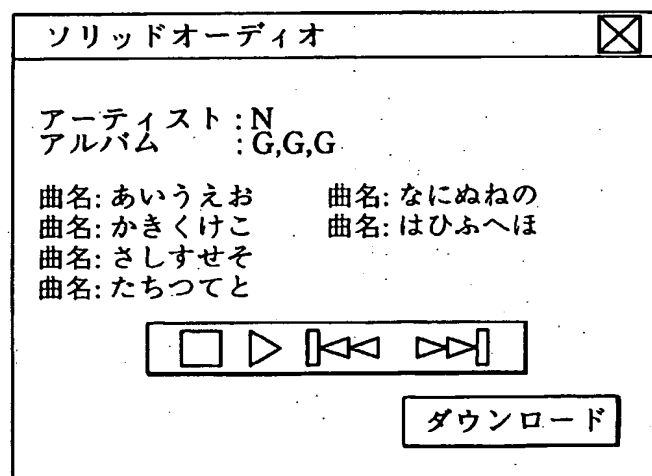 ソリッドオーディオ
アーティスト:N
アルバム :G,G,G
曲名:あいうえお 曲名:なにぬねの
曲名:かきくけこ 曲名:はひふへほ
曲名:さしすせそ
曲名:たちつてと
ダウンロード